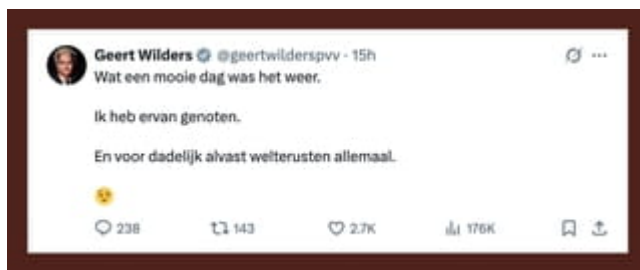 Geert Wilders @geertwilderspvv · 15h
Wat een mooie dag was het weer.
Ik heb ervan genoten.
En voor dadelijk alvast welterusten allemaal.
238 143 2.7K 176K